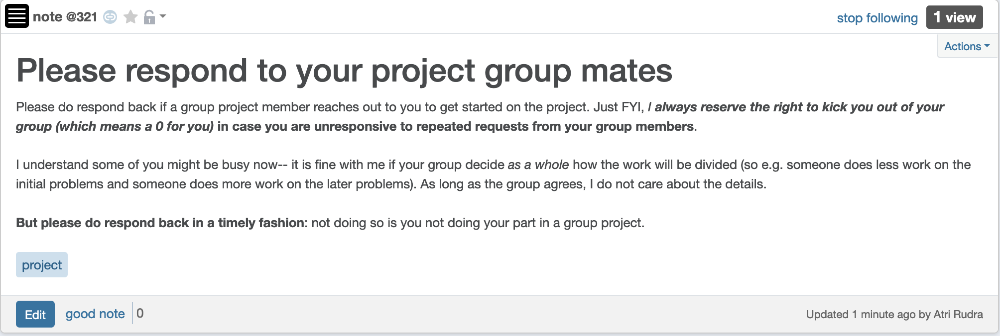 note @321
stop following
1 view
Actions
Please respond to your project group mates
Please do respond back if a group project member reaches out to you to get started on the project. Just FYI, I always reserve the right to kick you out of your
group (which means a 0 for you) in case you are unresponsive to repeated requests from your group members.
I understand some of you might be busy now-- it is fine with me if your group decide as a whole how the work will be divided (so e.g. someone does less work on the
initial problems and someone does more work on the later problems). As long as the group agrees, I do not care about the details.
But please do respond back in a timely fashion: not doing so is you not doing your part in a group project.
project
Edit
good note
0
Updated 1 minute ago by Atri Rudra